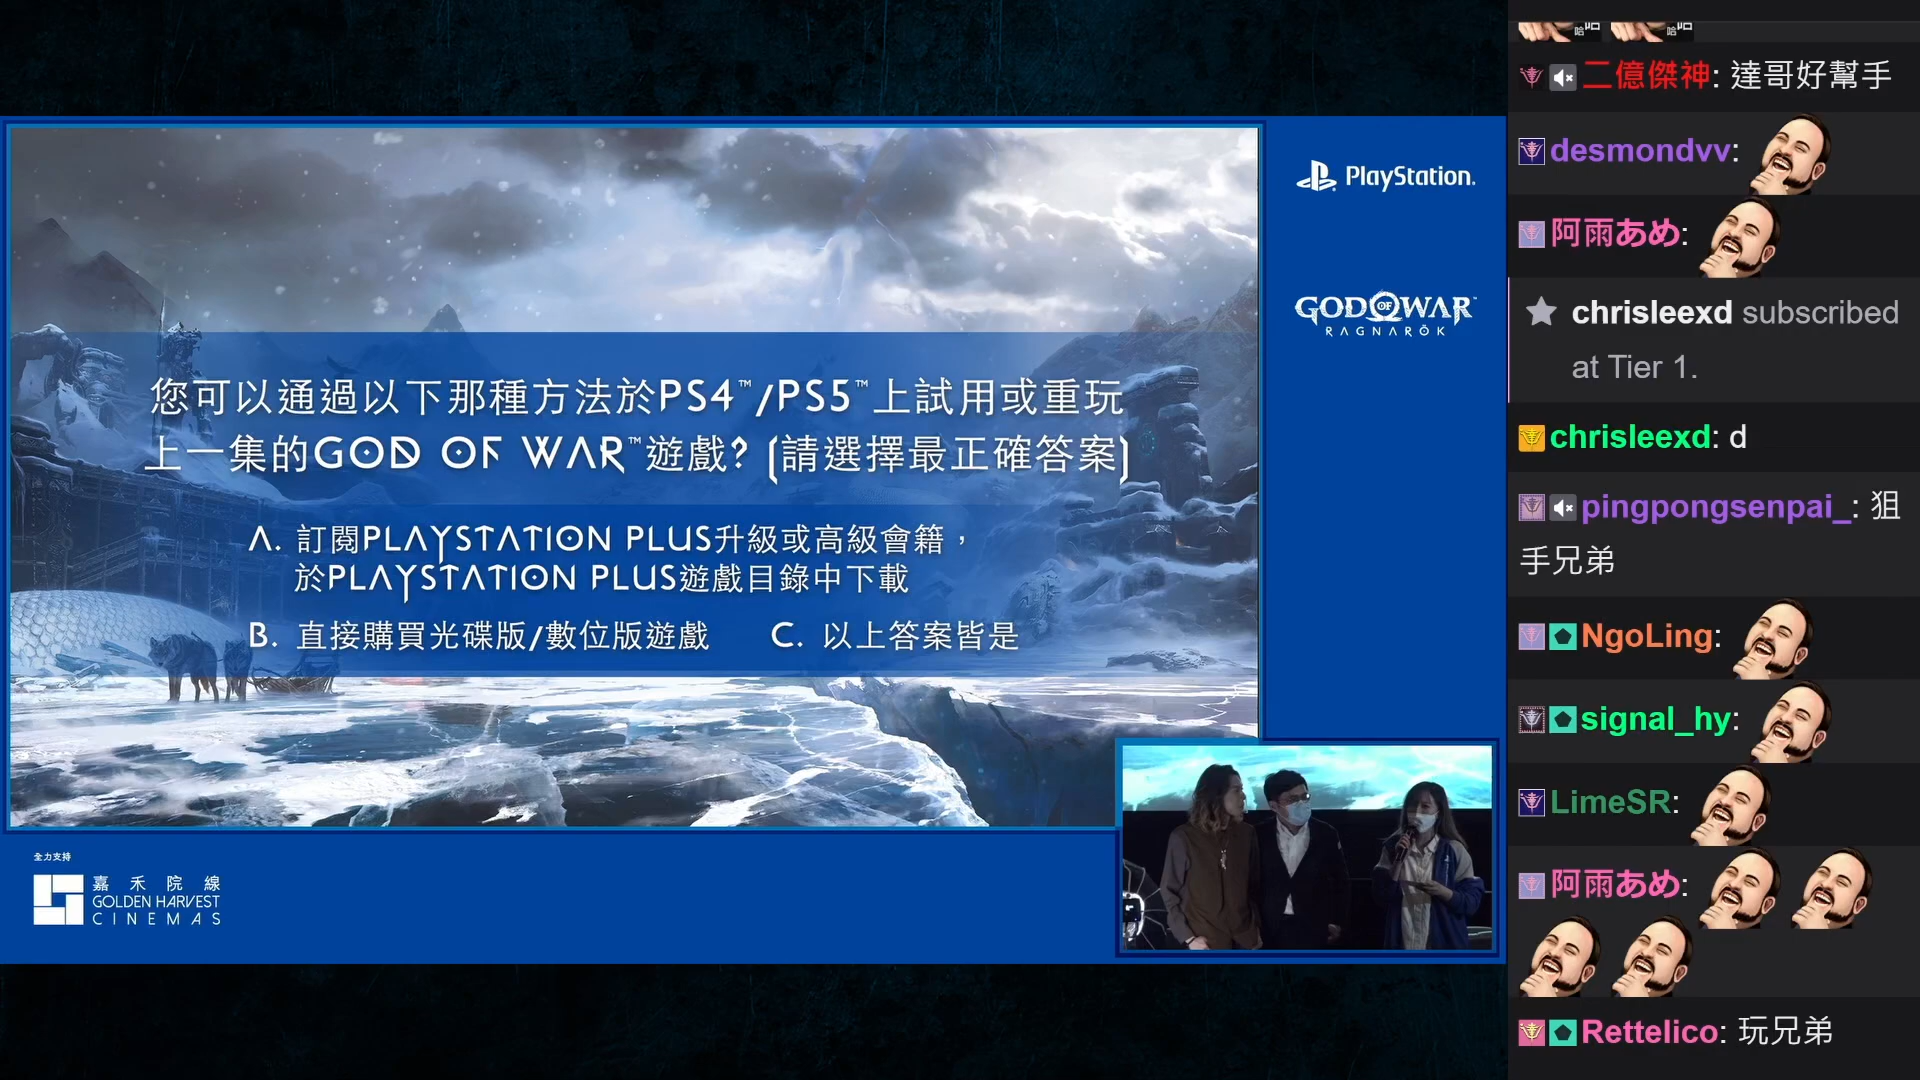 您可以通過以下那種方法於PS4™/PS5™上試用或重玩
上一集的GOD OF WAR™遊戲? (請選擇最正確答案)
A. 訂閱PLAYSTATION PLUS升級或高級會籍，
於PLAYSTATION PLUS遊戲目錄中下載
B. 直接購買光碟版/數位版遊戲 C. 以上答案皆是
PlayStation.
GOD OF WAR™
RAGNARÖK
全力支持
嘉禾院線
GOLDEN HARVEST
CINEMAS
哈哈 哈哈
二億傑神: 達哥好幫手
desmondvv:
阿雨あめ:
chrisleexd subscribed
at Tier 1.
chrisleexd: d
pingpongsenpai_: 狙
手兄弟
NgoLing:
signal_hy:
LimeSR:
阿雨あめ:
Rettelico: 玩兄弟